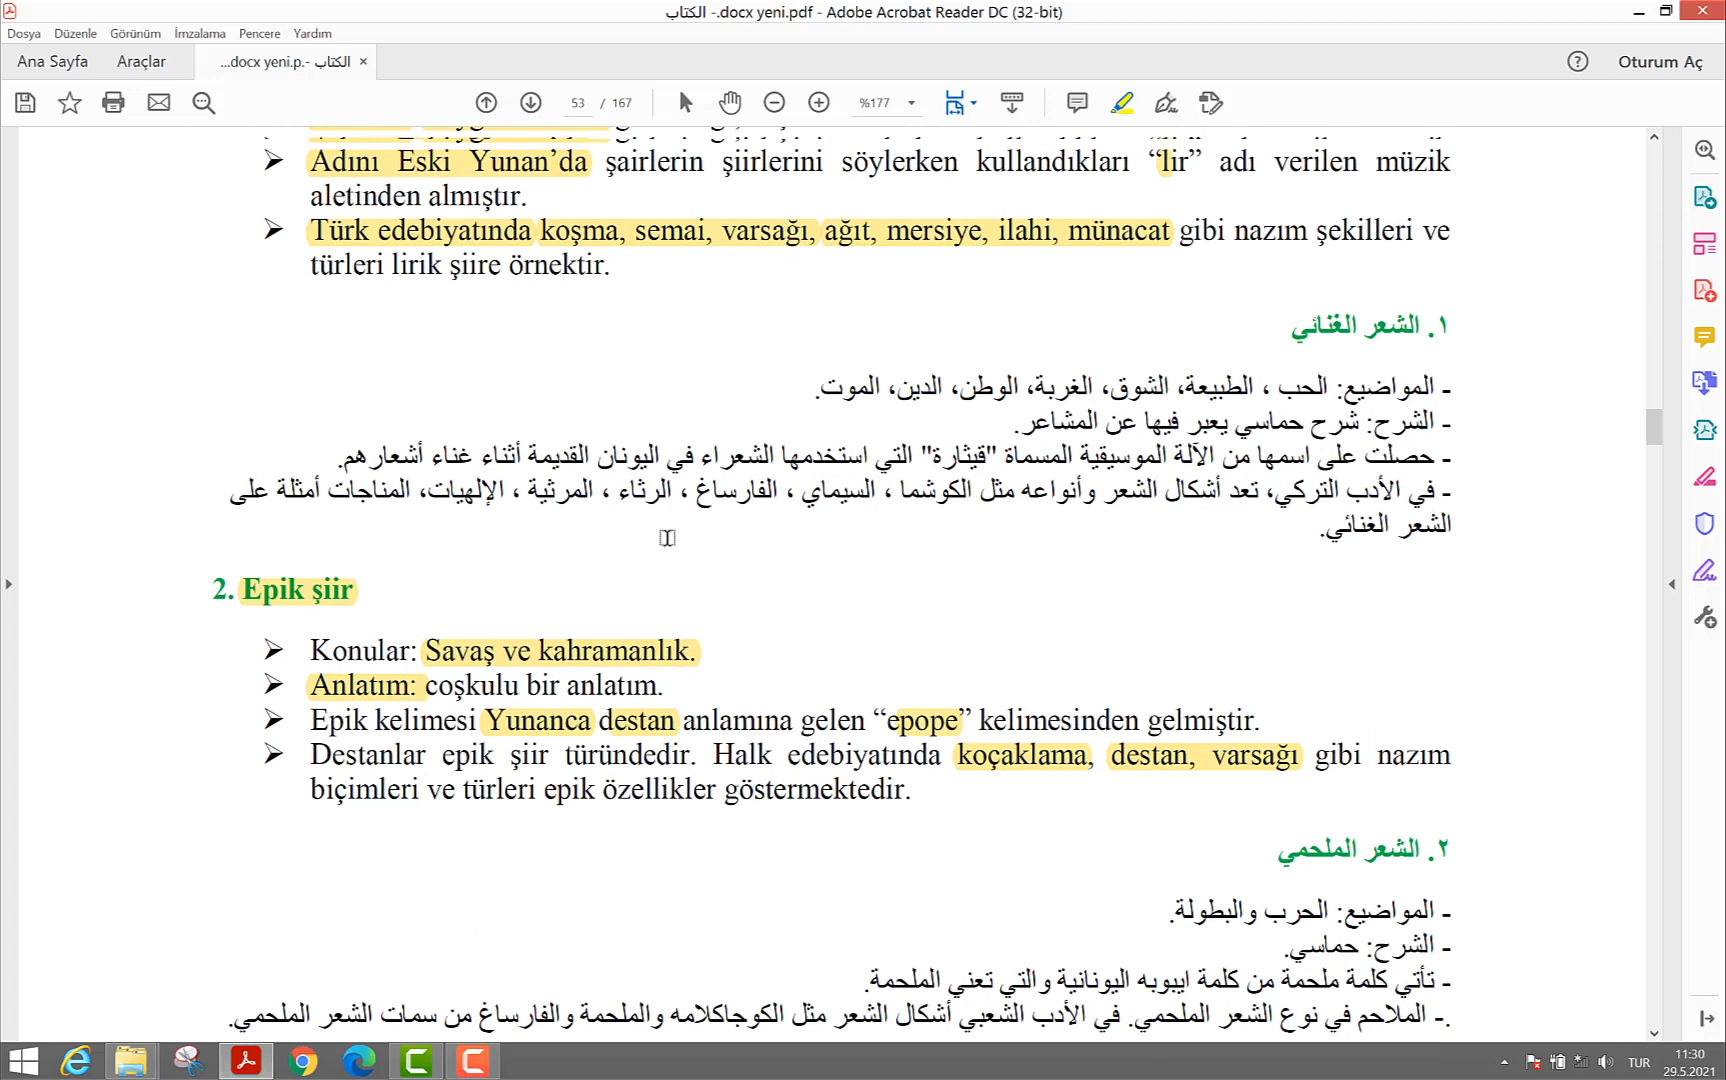 الكتاب -.docx yeni.pdf - Adobe Acrobat Reader DC (32-bit)
Dosya Düzenle Görünüm İmzalama Pencere Yardım
Ana Sayfa Araçlar الكتاب -.docx yeni.p... × ? Oturum Aç
53 / 167 %177
➢ Adını Eski Yunan’da şairlerin şiirlerini söylerken kullandıkları “lir” adı verilen müzik
aletinden almıştır.
➢ Türk edebiyatında koşma, semai, varsağı, ağıt, mersiye, ilahi, münacat gibi nazım şekilleri ve
türleri lirik şiire örnektir.
١. الشعر الغنائي
- المواضيع: الحب ، الطبيعة، الشوق، الغربة، الوطن، الدين، الموت.
- الشرح: شرح حماسي يعبر فيها عن المشاعر.
- حصلت على اسمها من الآلة الموسيقية المسماة "قيثارة" التي استخدمها الشعراء في اليونان القديمة أثناء غناء أشعارهم.
- في الأدب التركي، تعد أشكال الشعر وأنواعه مثل الكوشما ، السيماي ، الفارساغ ، الرثاء ، المرثية ، الإلهيات، المناجات أمثلة على
الشعر الغنائي.
2. Epik şiir
➢ Konular: Savaş ve kahramanlık.
➢ Anlatım: coşkulu bir anlatım.
➢ Epik kelimesi Yunanca destan anlamına gelen “epope” kelimesinden gelmiştir.
➢ Destanlar epik şiir türündedir. Halk edebiyatında koçaklama, destan, varsağı gibi nazım
biçimleri ve türleri epik özellikler göstermektedir.
٢. الشعر الملحمي
- المواضيع: الحرب والبطولة.
- الشرح: حماسي.
- تأتي كلمة ملحمة من كلمة ايبوبه اليونانية والتي تعني الملحمة.
.- الملاحم في نوع الشعر الملحمي. في الأدب الشعبي أشكال الشعر مثل الكوجاكلامه والملحمة والفارساغ من سمات الشعر الملحمي.
TUR 11:30
29.5.2021